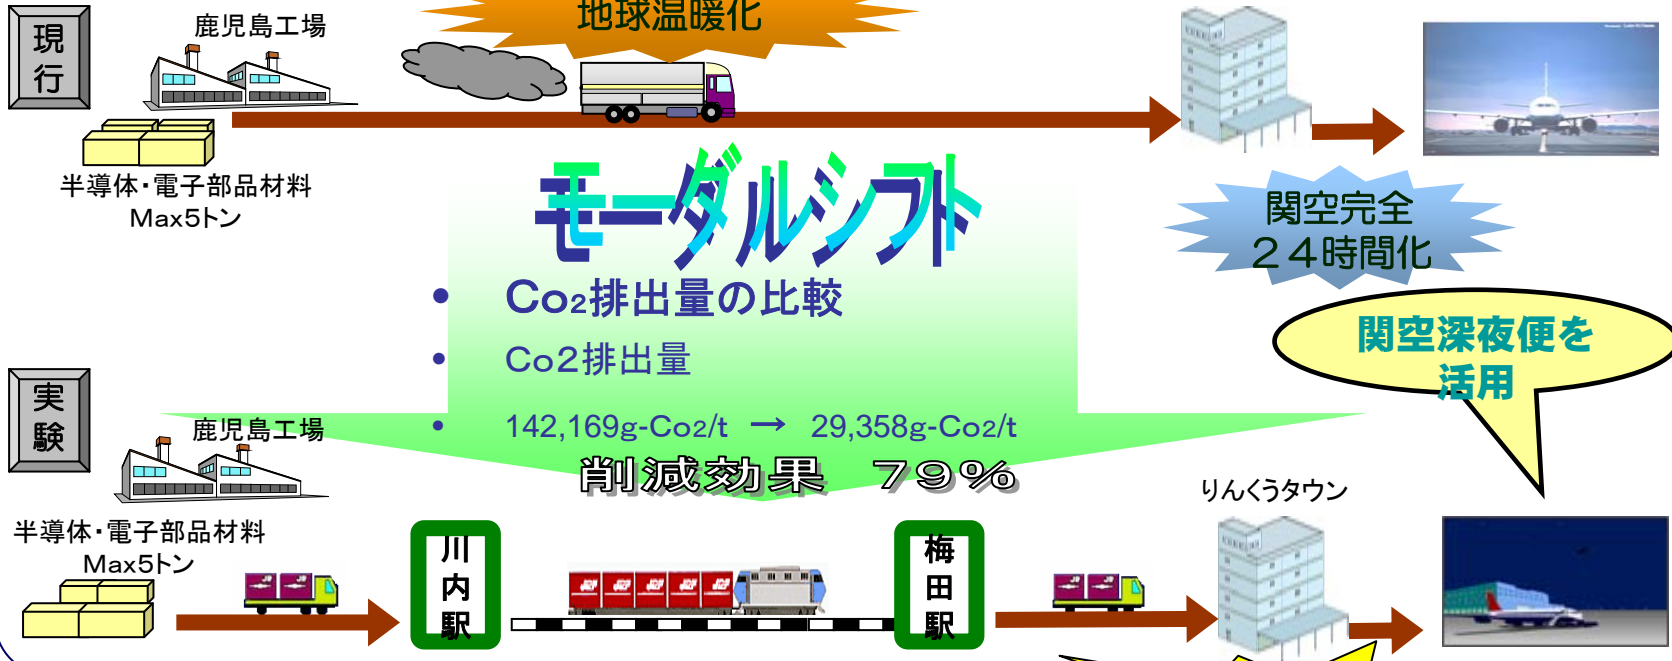 現行
鹿児島工場
地球温暖化
半導体・電子部品材料
Max5トン
モーダルシフト
関空完全
２４時間化
• Co2排出量の比較
• Co2排出量
• 142,169g-Co2/t → 29,358g-Co2/t
削減効果 79%
関空深夜便を
活用
実験
鹿児島工場
半導体・電子部品材料
Max5トン
川内駅
梅田駅
りんくうタウン